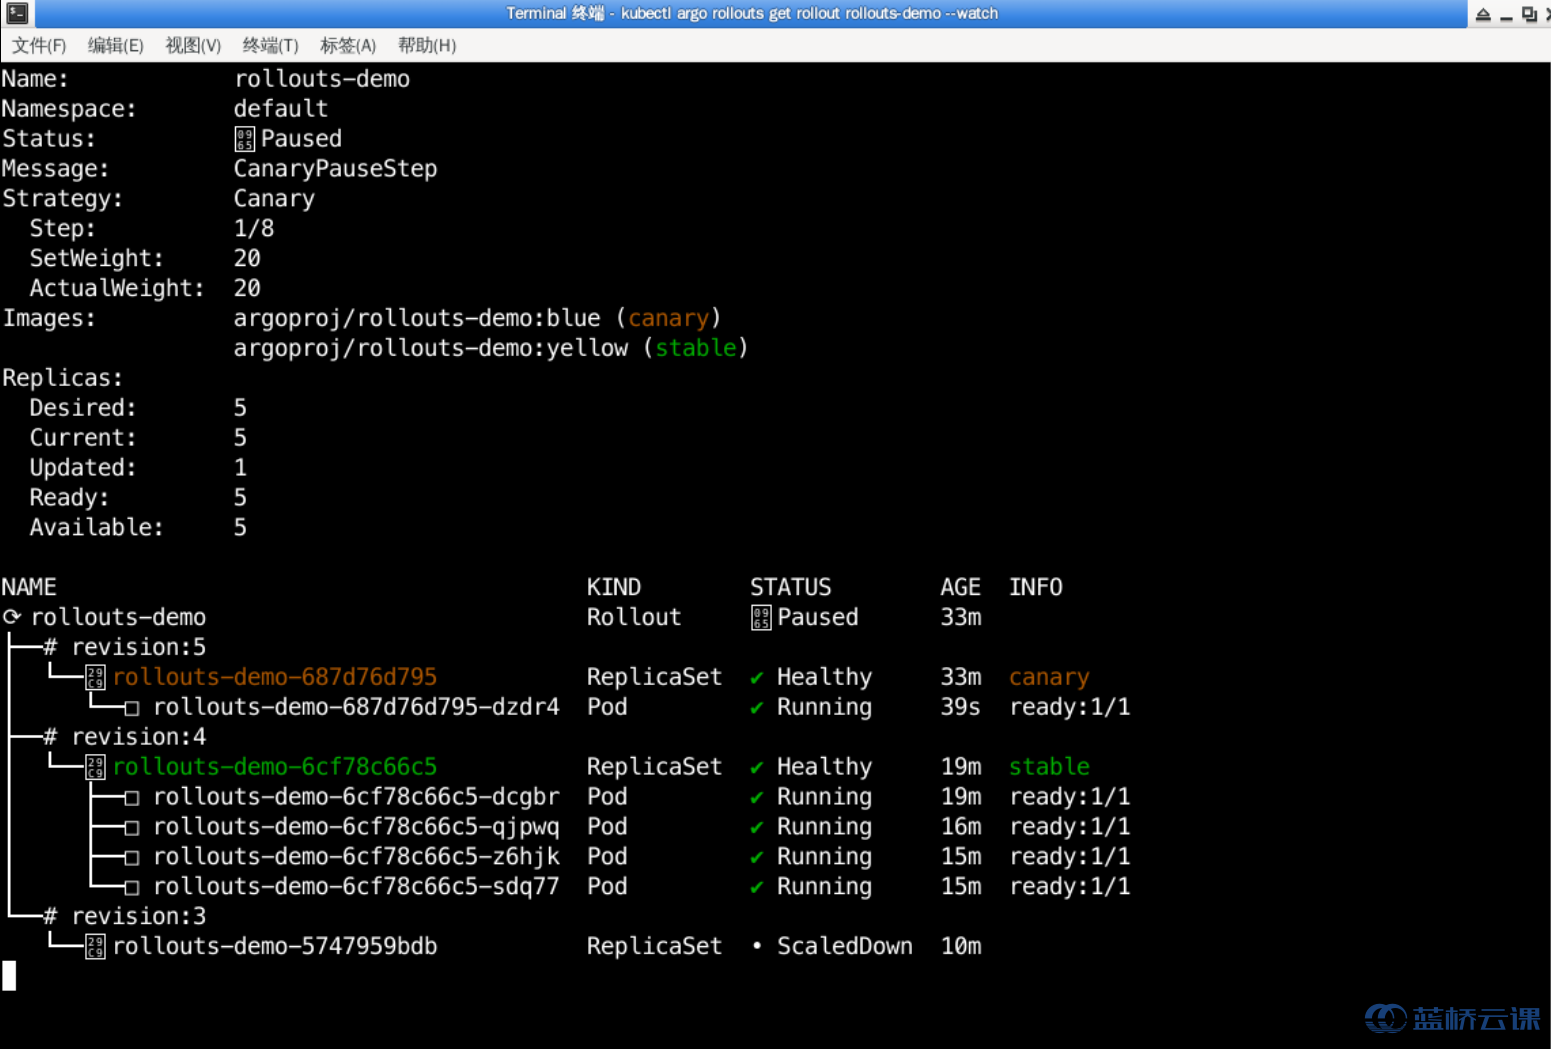 Terminal 终端 - kubectl argo rollouts get rollout rollouts-demo --watch
文件(F) 编辑(E) 视图(V) 终端(T) 标签(A) 帮助(H)
Name: rollouts-demo
Namespace: default
Status: Paused
Message: CanaryPauseStep
Strategy: Canary
Step: 1/8
SetWeight: 20
ActualWeight: 20
Images: argoproj/rollouts-demo:blue (canary)
argoproj/rollouts-demo:yellow (stable)
Replicas:
Desired: 5
Current: 5
Updated: 1
Ready: 5
Available: 5
NAME KIND STATUS AGE INFO
⟳ rollouts-demo Rollout Paused 33m
├──# revision:5
│  └──rollouts-demo-687d76d795 ReplicaSet ✔ Healthy 33m canary
│     └──□ rollouts-demo-687d76d795-dzdr4 Pod ✔ Running 39s ready:1/1
├──# revision:4
│  └──rollouts-demo-6cf78c66c5 ReplicaSet ✔ Healthy 19m stable
│     ├──□ rollouts-demo-6cf78c66c5-dcgbr Pod ✔ Running 19m ready:1/1
│     ├──□ rollouts-demo-6cf78c66c5-qjpwq Pod ✔ Running 16m ready:1/1
│     ├──□ rollouts-demo-6cf78c66c5-z6hjk Pod ✔ Running 15m ready:1/1
│     └──□ rollouts-demo-6cf78c66c5-sdq77 Pod ✔ Running 15m ready:1/1
└──# revision:3
   └──rollouts-demo-5747959bdb ReplicaSet • ScaledDown 10m
蓝桥云课